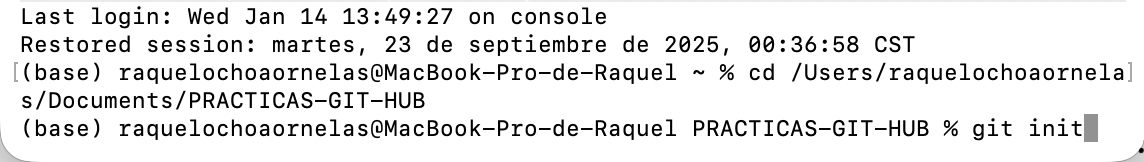 Last login: Wed Jan 14 13:49:27 on console
Restored session: martes, 23 de septiembre de 2025, 00:36:58 CST
[(base) raquelochoaornelas@MacBook-Pro-de-Raquel ~ % cd /Users/raquelochoaornela]
s/Documents/PRACTICAS-GIT-HUB
(base) raquelochoaornelas@MacBook-Pro-de-Raquel PRACTICAS-GIT-HUB % git init